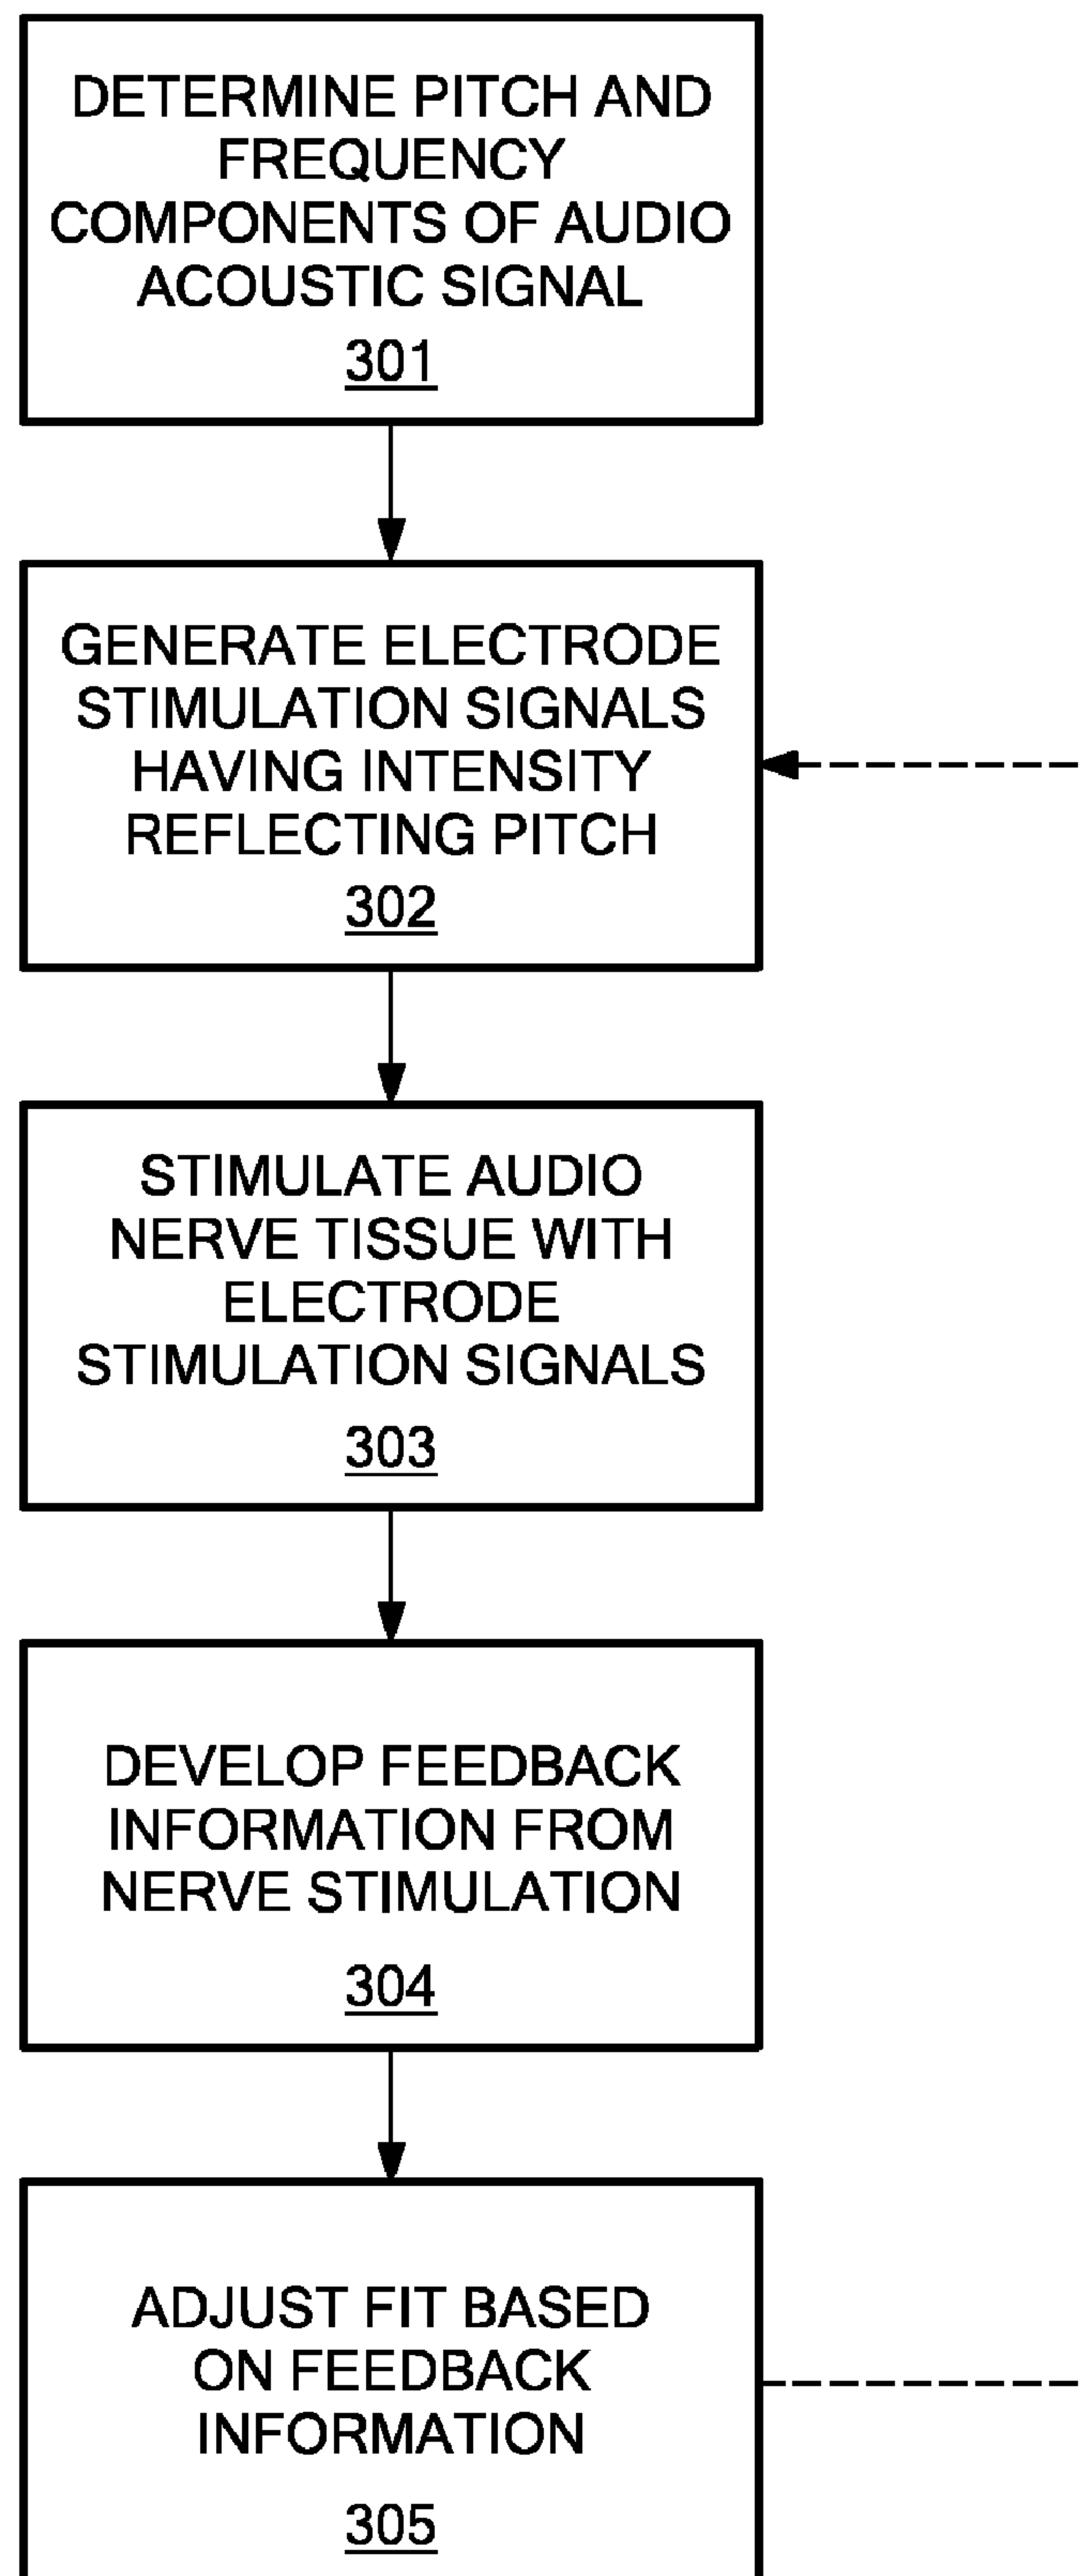 DETERMINE PITCH AND
FREQUENCY
COMPONENTS OF AUDIO
ACOUSTIC SIGNAL
301
GENERATE ELECTRODE
STIMULATION SIGNALS
HAVING INTENSITY
REFLECTING PITCH
302
STIMULATE AUDIO
NERVE TISSUE WITH
ELECTRODE
STIMULATION SIGNALS
303
DEVELOP FEEDBACK
INFORMATION FROM
NERVE STIMULATION
304
ADJUST FIT BASED
ON FEEDBACK
INFORMATION
305